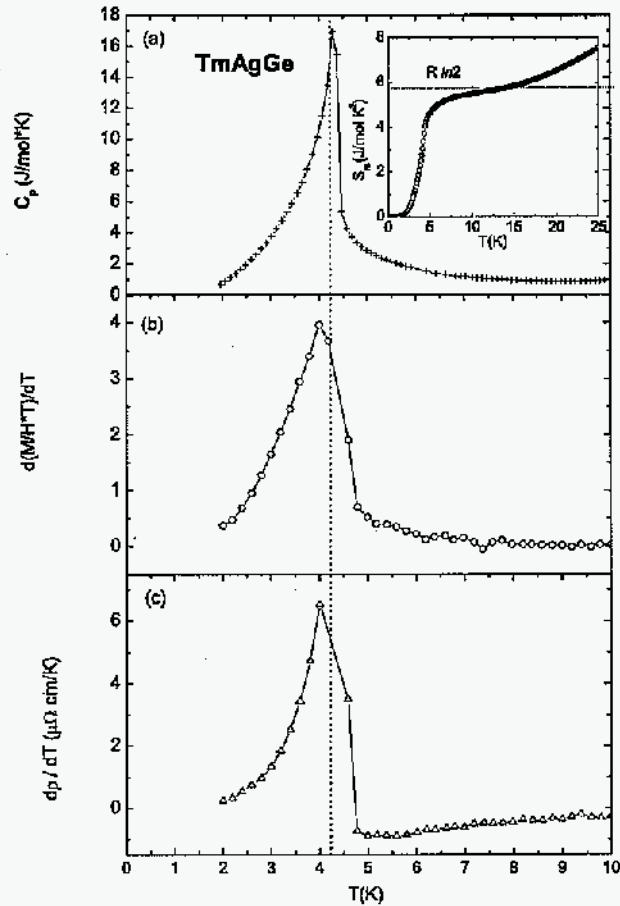 (a)
TmAgGe
C_p (J/mol*K)
18
16
14
12
10
8
6
4
2
0
S_m (J/mol K²)
8
6
4
2
0
R ln2
0 5 10 15 20 25
T(K)
(b)
d(M/H*T)/dT
4
3
2
1
0
(c)
dρ / dT (μΩ cm/K)
6
4
2
0
0 1 2 3 4 5 6 7 8 9 10
T(K)